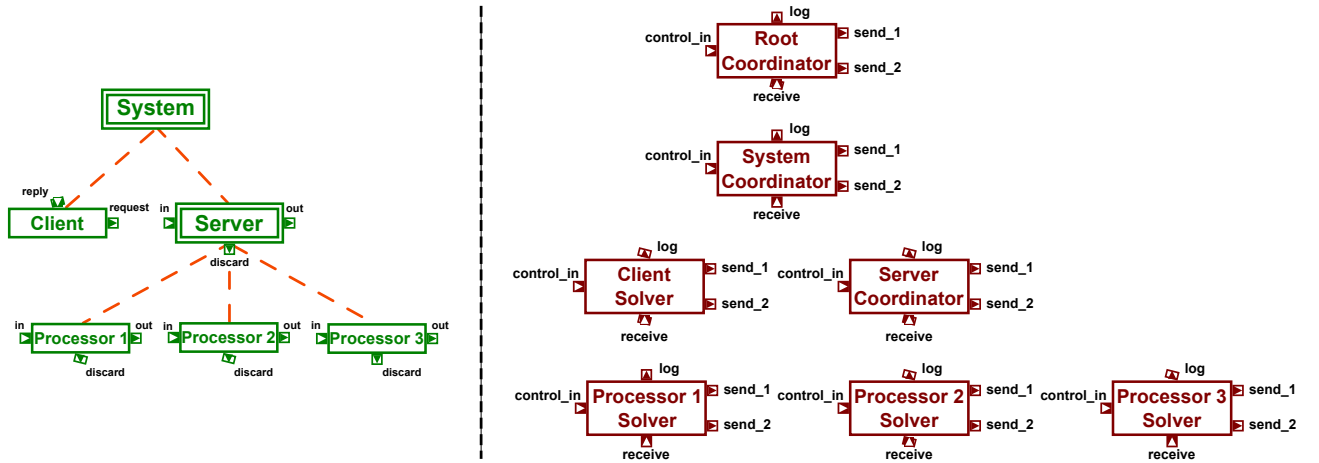 System
reply
request
Client
in
Server
out
discard
in
Processor 1
out
discard
in
Processor 2
out
discard
in
Processor 3
out
discard
log
control_in
Root
Coordinator
send_1
send_2
receive
log
control_in
System
Coordinator
send_1
send_2
receive
log
control_in
Client
Solver
send_1
send_2
receive
log
control_in
Server
Coordinator
send_1
send_2
receive
log
control_in
Processor 1
Solver
send_1
send_2
receive
log
control_in
Processor 2
Solver
send_1
send_2
receive
log
control_in
Processor 3
Solver
send_1
send_2
receive